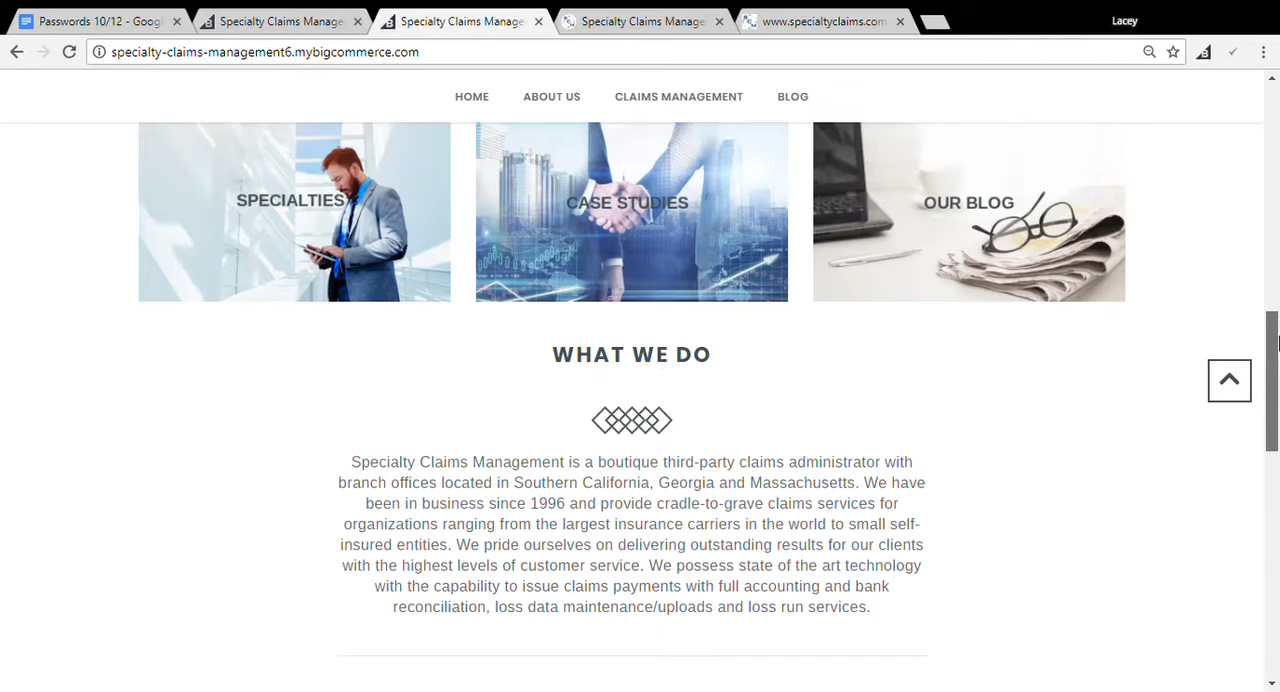 Passwords 10/12 - Googl
Specialty Claims Manage
Specialty Claims Manage
Specialty Claims Manage
www.specialtyclaims.com
Lacey
specialty-claims-management6.mybigcommerce.com
HOME
ABOUT US
CLAIMS MANAGEMENT
BLOG
SPECIALTIES
CASE STUDIES
OUR BLOG
WHAT WE DO
Specialty Claims Management is a boutique third-party claims administrator with
branch offices located in Southern California, Georgia and Massachusetts. We have
been in business since 1996 and provide cradle-to-grave claims services for
organizations ranging from the largest insurance carriers in the world to small self-
insured entities. We pride ourselves on delivering outstanding results for our clients
with the highest levels of customer service. We possess state of the art technology
with the capability to issue claims payments with full accounting and bank
reconciliation, loss data maintenance/uploads and loss run services.